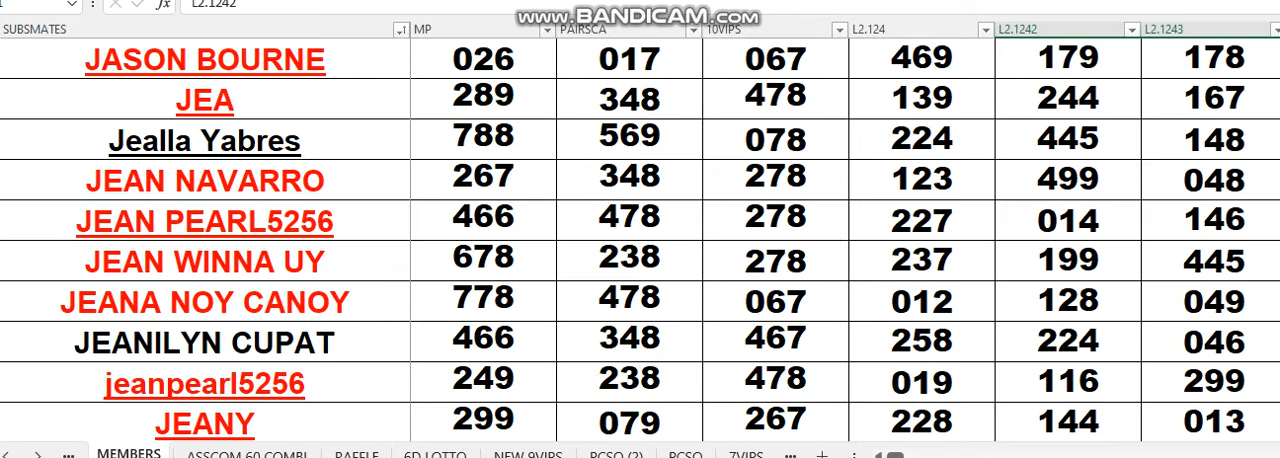 L2.1242
www.BANDICAM.com
SUBSMATES MP PAIRSCA 10VIPS L2.124 L2.1242 L2.1243
JASON BOURNE 026 017 067 469 179 178
JEA 289 348 478 139 244 167
Jealla Yabres 788 569 078 224 445 148
JEAN NAVARRO 267 348 278 123 499 048
JEAN PEARL5256 466 478 278 227 014 146
JEAN WINNA UY 678 238 278 237 199 445
JEANA NOY CANOY 778 478 067 012 128 049
JEANILYN CUPAT 466 348 467 258 224 046
jeanpearl5256 249 238 478 019 116 299
JEANY 299 079 267 228 144 013
MEMBERS ASSCOM 60 COMBI RAFFLE 6D LOTTO NEW 9VIPS PCSO (2) PCSO 7VIPS